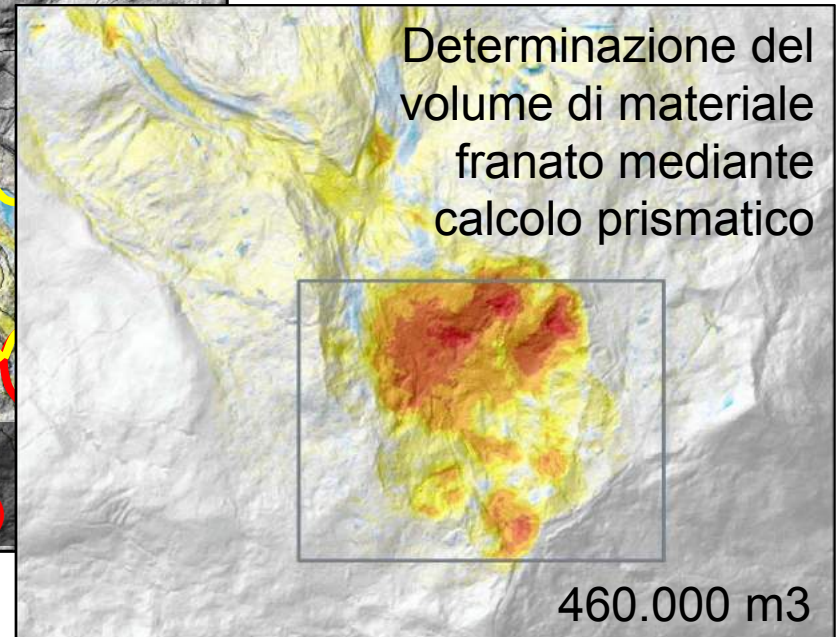 Determinazione del
volume di materiale
franato mediante
calcolo prismatico
460.000 m3